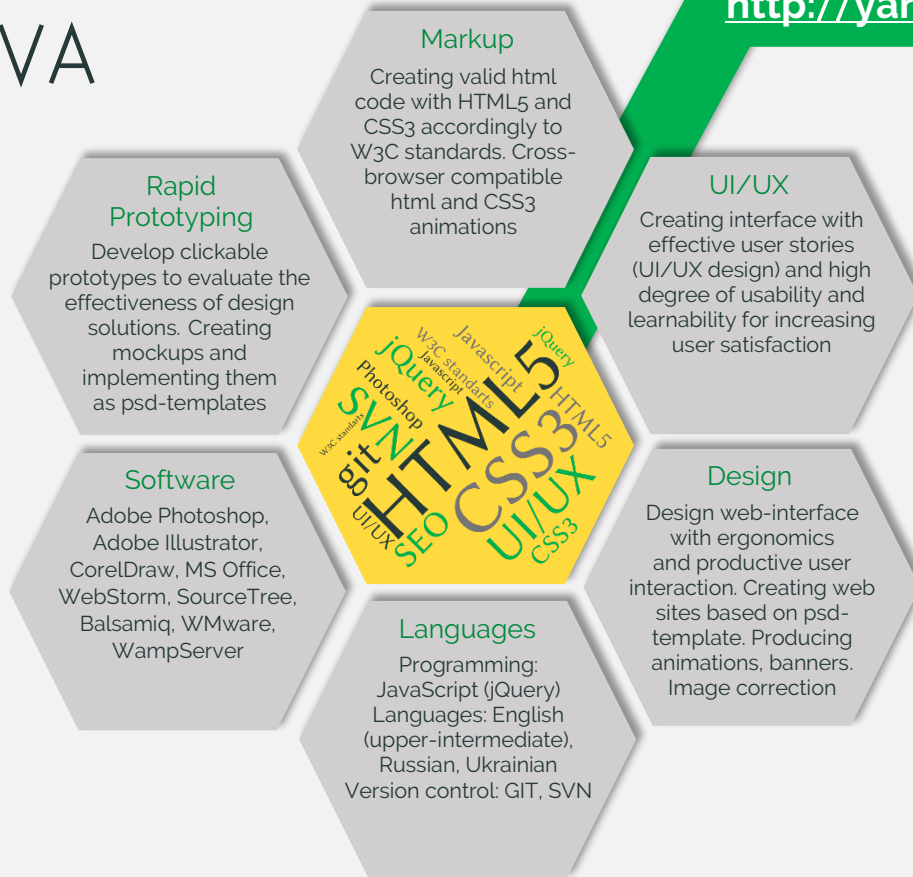 VA
http://yar
Markup
Creating valid html
code with HTML5 and
CSS3 accordingly to
W3C standards. Cross-
browser compatible
html and CSS3
animations
Rapid
Prototyping
Develop clickable
prototypes to evaluate the
effectiveness of design
solutions. Creating
mockups and
implementing them
as psd-templates
UI/UX
Creating interface with
effective user stories
(UI/UX design) and high
degree of usability and
learnability for increasing
user satisfaction
jQuery
Javascript
W3C standarts
Javascript
jQuery
Photoshop
HTML5
HTML5
SVN
W3C standarts
CSS3
git
UI/UX
UI/UX
SEO
CSS3
Software
Adobe Photoshop,
Adobe Illustrator,
CorelDraw, MS Office,
WebStorm, SourceTree,
Balsamiq, WMware,
WampServer
Design
Design web-interface
with ergonomics
and productive user
interaction. Creating web
sites based on psd-
template. Producing
animations, banners.
Image correction
Languages
Programming:
JavaScript (jQuery)
Languages: English
(upper-intermediate),
Russian, Ukrainian
Version control: GIT, SVN